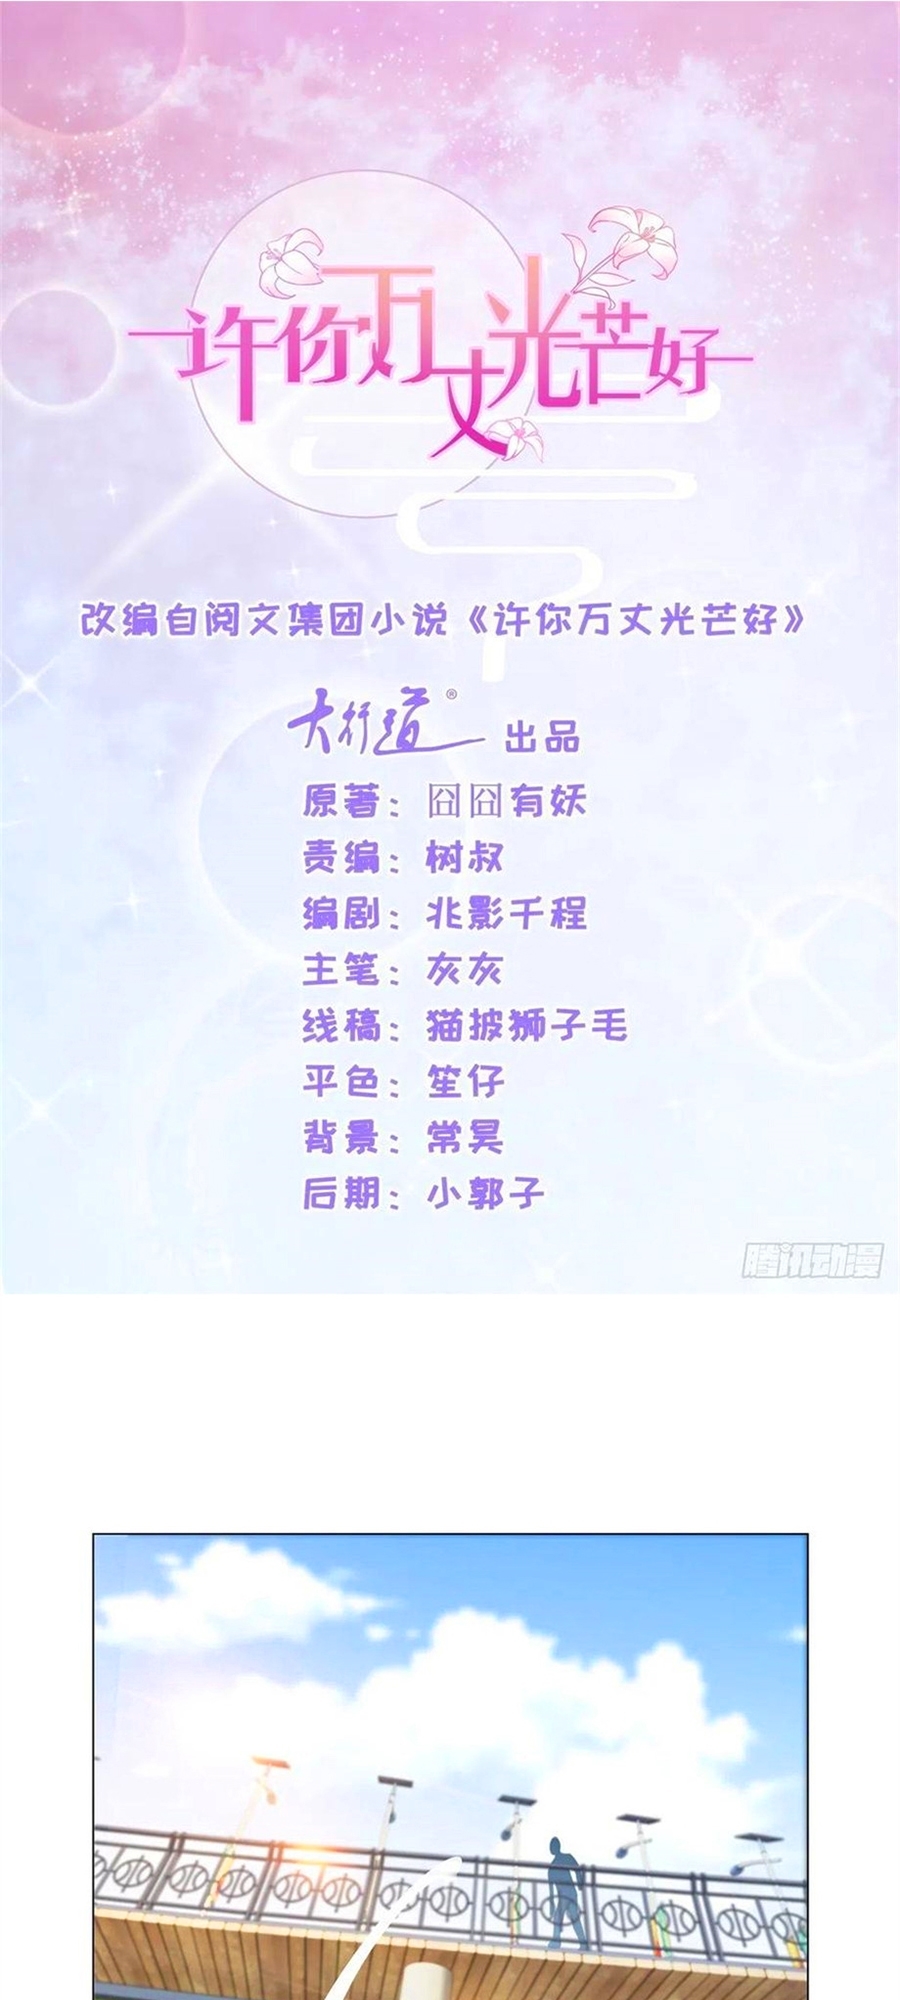 许你万丈光芒好
改编自阅文集团小说《许你万丈光芒好》
大行道® 出品
原著：囧囧有妖
责编：树叔
编剧：兆影千程
主笔：灰灰
线稿：猫披狮子毛
平色：笙仔
背景：常昊
后期：小郭子
腾讯动漫